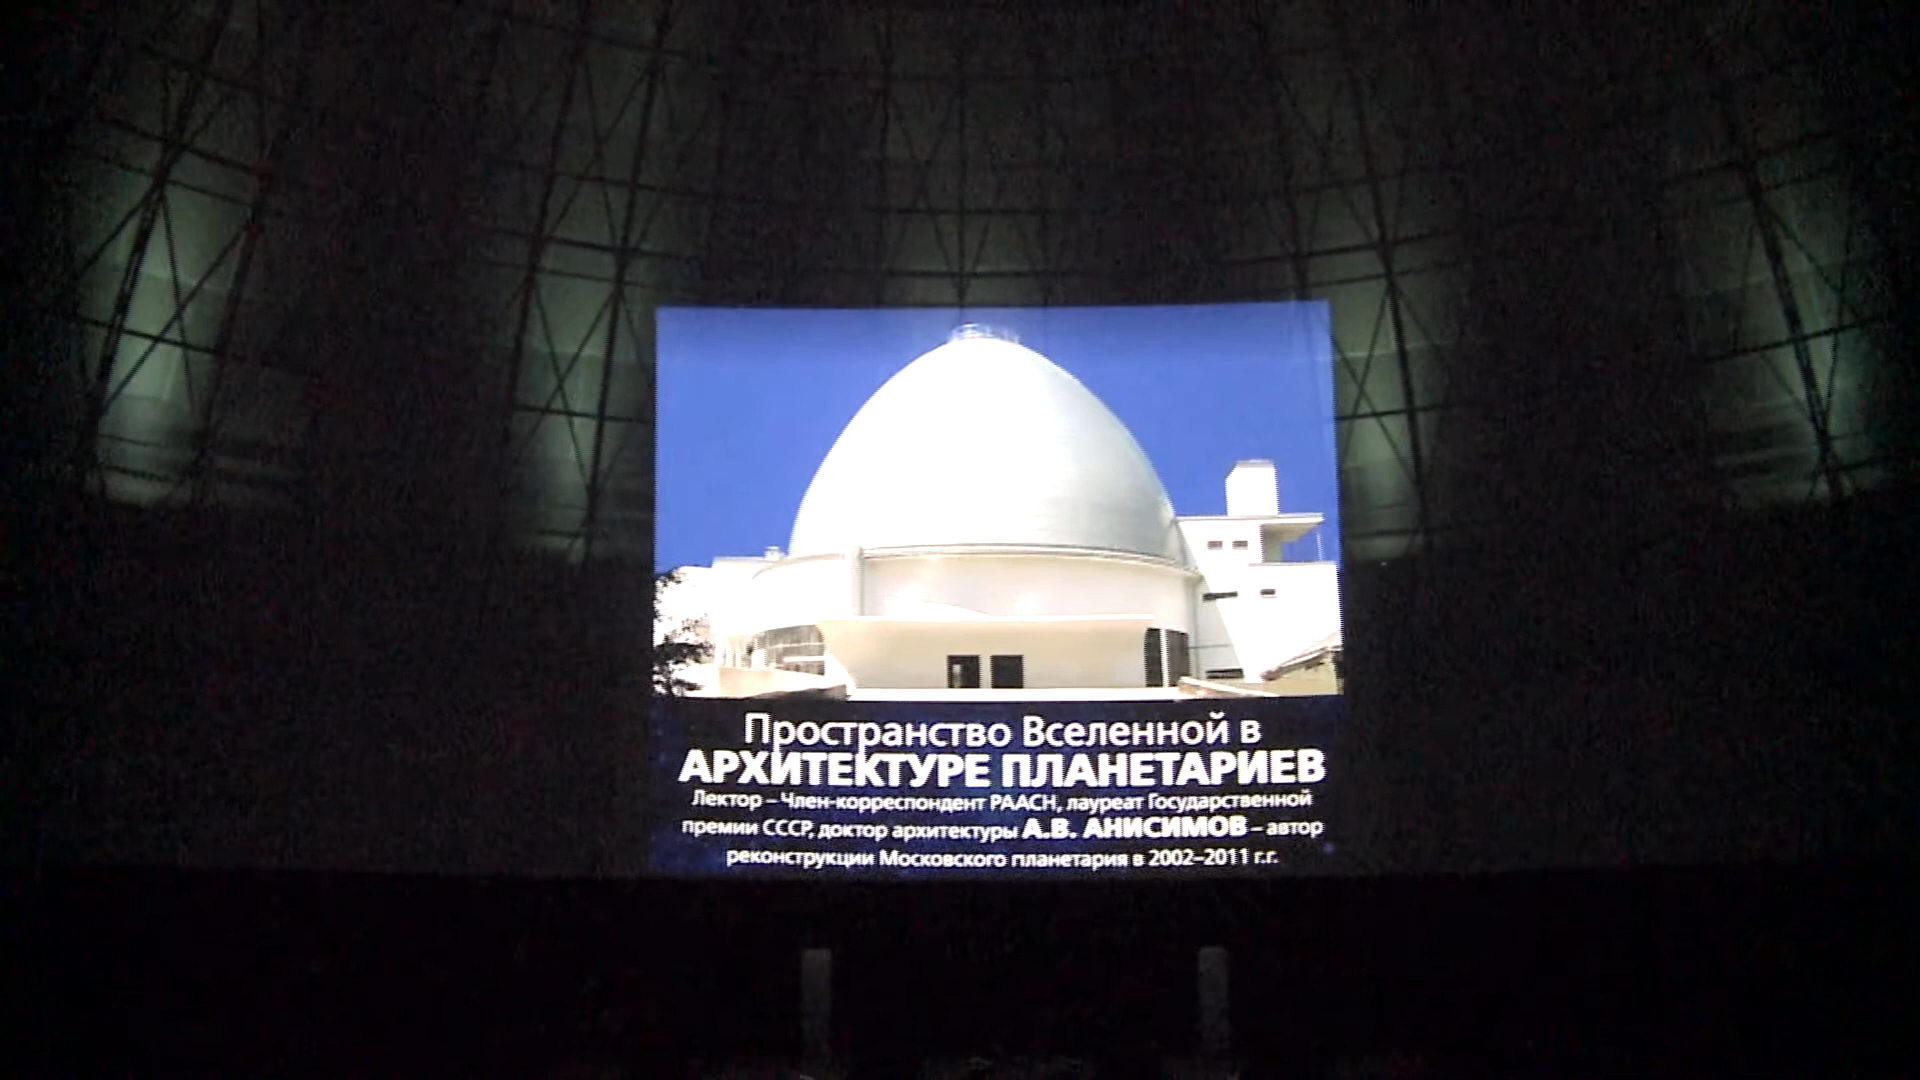 Пространство Вселенной в
АРХИТЕКТУРЕ ПЛАНЕТАРИЕВ
Лектор – Член-корреспондент РААСН, лауреат Государственной
премии СССР, доктор архитектуры А.В. АНИСИМОВ – автор
реконструкции Московского планетария в 2002–2011 г.г.